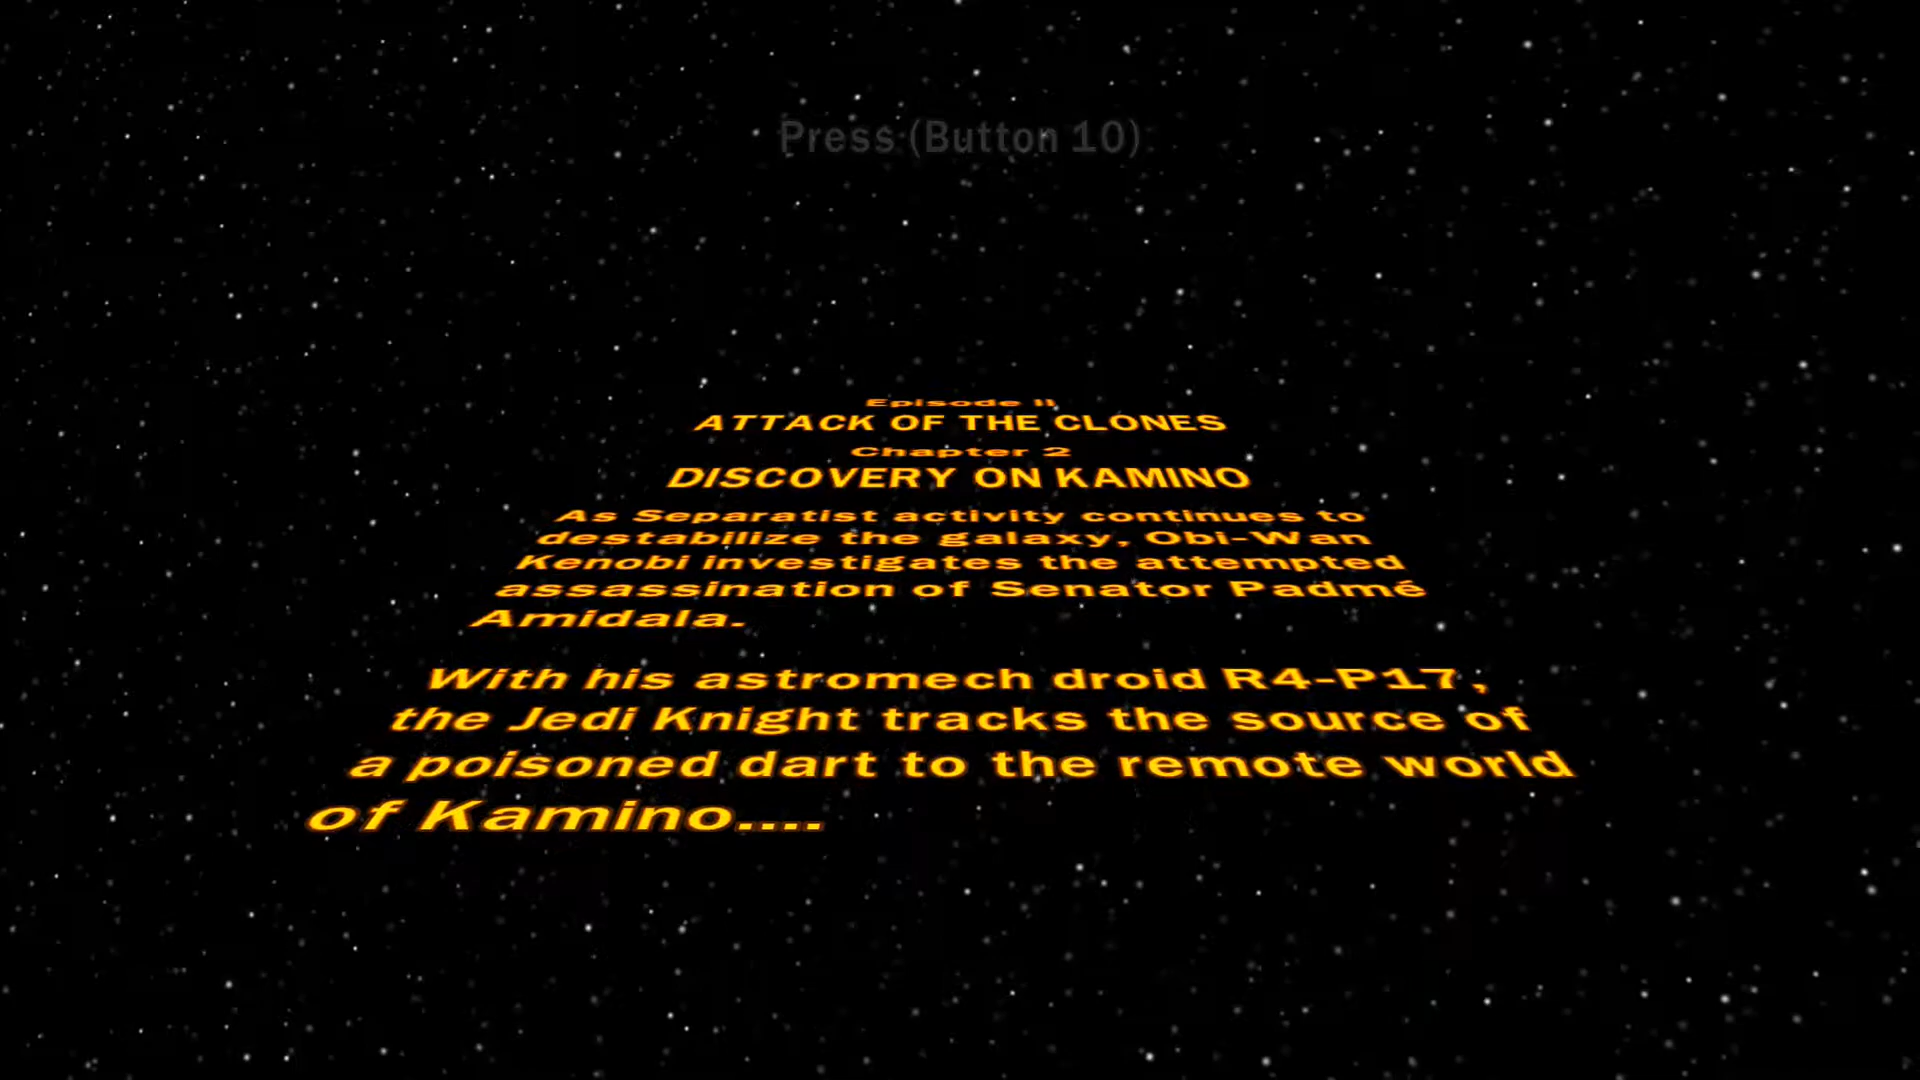 Press (Button 10)
Episode II
ATTACK OF THE CLONES
Chapter 2
DISCOVERY ON KAMINO
As Separatist activity continues to
destabilize the galaxy, Obi-Wan
Kenobi investigates the attempted
assassination of Senator Padmé
Amidala.
With his astromech droid R4-P17,
the Jedi Knight tracks the source of
a poisoned dart to the remote world
of Kamino....